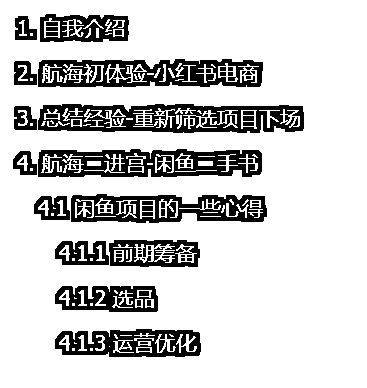 1. 自我介绍
2. 航海初体验-小红书电商
3. 总结经验-重新筛选项目下场
4. 航海二进宫-闲鱼二手书
4.1 闲鱼项目的一些心得
4.1.1 前期筹备
4.1.2 选品
4.1.3 运营优化